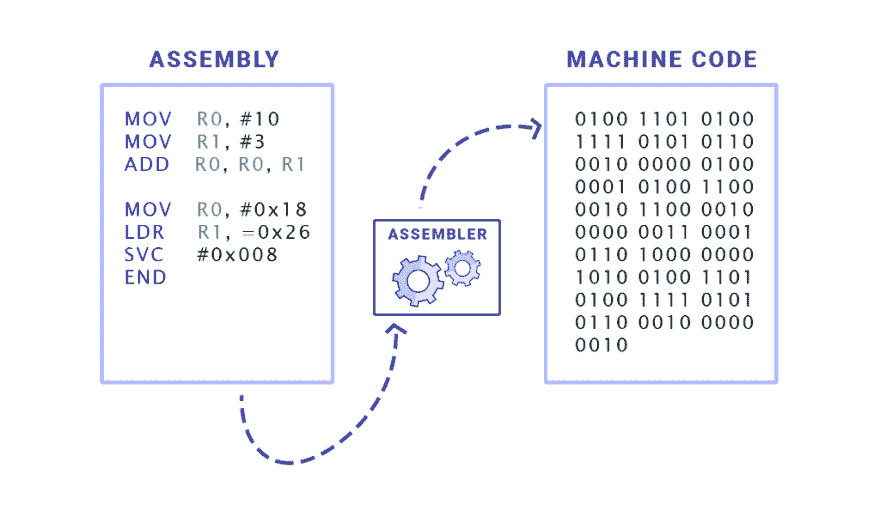 ASSEMBLY
MOV R0, #10
MOV R1, #3
ADD R0, R0, R1
MOV R0, #0x18
LDR R1, =0x26
SVC #0x008
END
ASSEMBLER
MACHINE CODE
0100 1101 0100
1111 0101 0110
0010 0000 0100
0001 0100 1100
0010 1100 0010
0000 0011 0001
0110 1000 0000
1010 0100 1101
0100 1111 0101
0110 0010 0000
0010